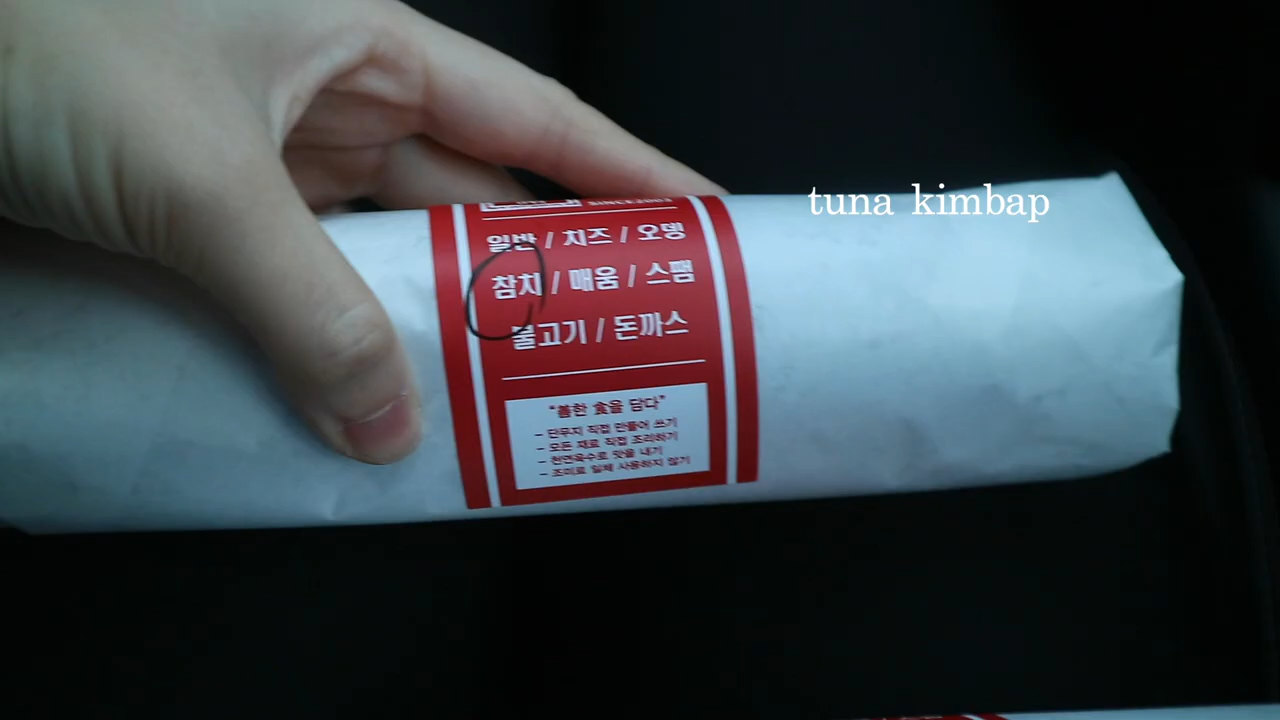 SINCE2003
일반 / 치즈 / 오뎅
참치 / 매움 / 스팸
불고기 / 돈까스
“善한 食을 담다”
- 단무지 직접 만들어 쓰기
- 모든 재료 직접 조리하기
- 천연육수로 맛을 내기
- 조미료 일체 사용하지 않기
tuna kimbap